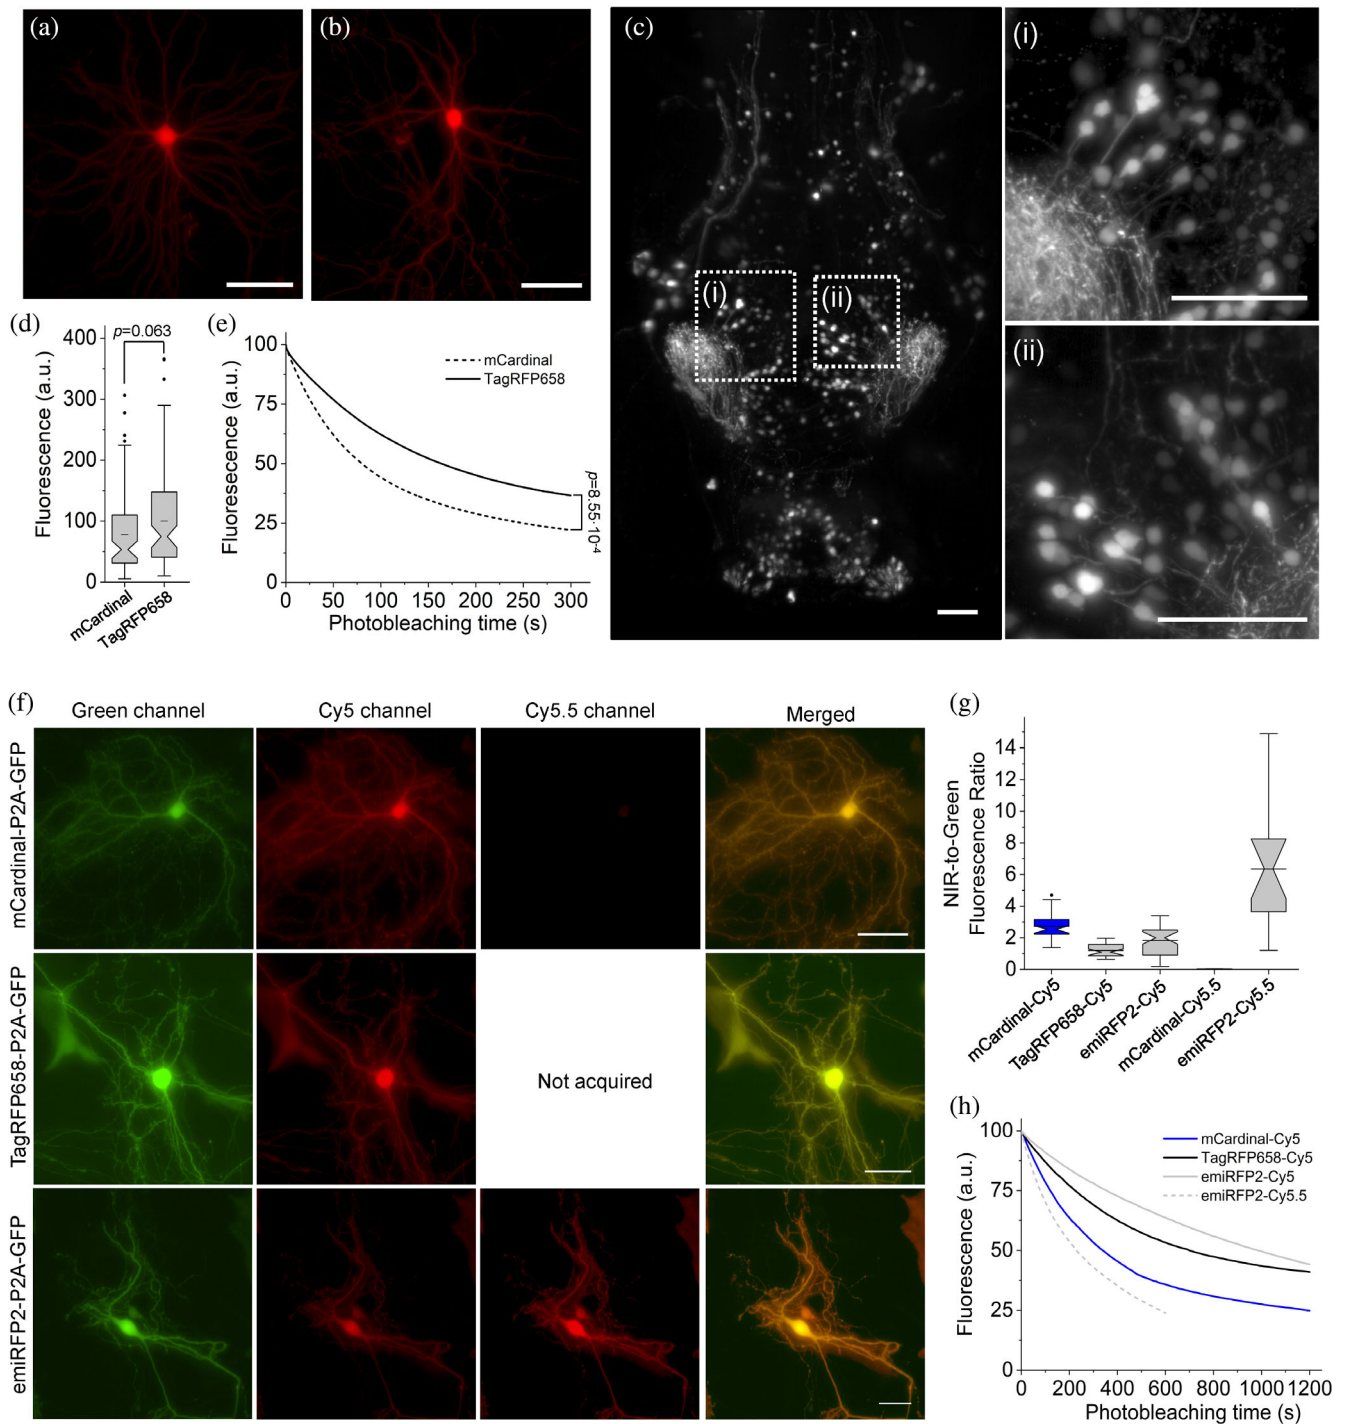 (a)
(b)
(c)
(i)
(ii)
(i)
(ii)
(d)
p=0.063
400
300
200
100
0
Fluorescence (a.u.)
mCardinal
TagRFP658
(e)
100
75
50
25
0
Fluoresecence (a.u.)
mCardinal
TagRFP658
p=8.55·10-4
0 50 100 150 200 250 300
Photobleaching time (s)
(f)
Green channel
Cy5 channel
Cy5.5 channel
Merged
mCardinal-P2A-GFP
TagRFP658-P2A-GFP
Not acquired
emiRFP2-P2A-GFP
(g)
NIR-to-Green
Fluorescence Ratio
14
12
10
8
6
4
2
0
mCardinal-Cy5
TagRFP658-Cy5
emiRFP2-Cy5
mCardinal-Cy5.5
emiRFP2-Cy5.5
(h)
100
75
50
25
0
Fluorescence (a.u.)
mCardinal-Cy5
TagRFP658-Cy5
emiRFP2-Cy5
emiRFP2-Cy5.5
0 200 400 600 800 1000 1200
Photobleaching time (s)